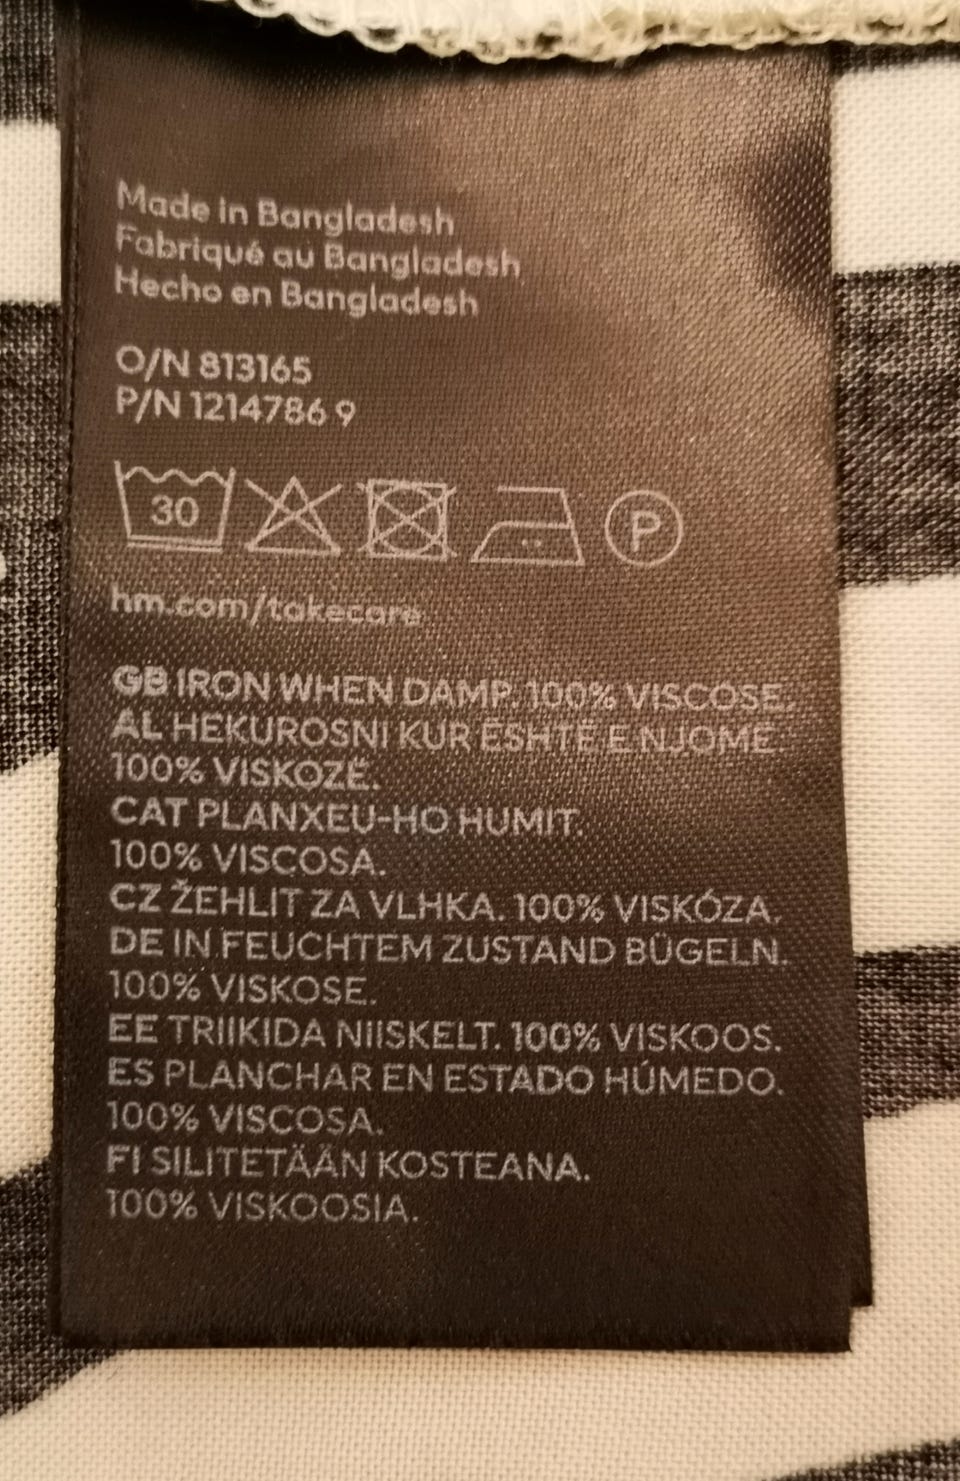 Made in Bangladesh
Fabriqué au Bangladesh
Hecho en Bangladesh
O/N 813165
P/N 1214786 9
30 P
hm.com/takecare
GB IRON WHEN DAMP. 100% VISCOSE.
AL HEKUROSNI KUR ËSHTË E NJOMË.
100% VISKOZË.
CAT PLANXEU-HO HUMIT.
100% VISCOSA.
CZ ŽEHLIT ZA VLHKA. 100% VISKÓZA.
DE IN FEUCHTEM ZUSTAND BÜGELN.
100% VISKOSE.
EE TRIIKIDA NIISKELT. 100% VISKOOS.
ES PLANCHAR EN ESTADO HÚMEDO.
100% VISCOSA.
FI SILITETÄÄN KOSTEANA.
100% VISKOOSIA.